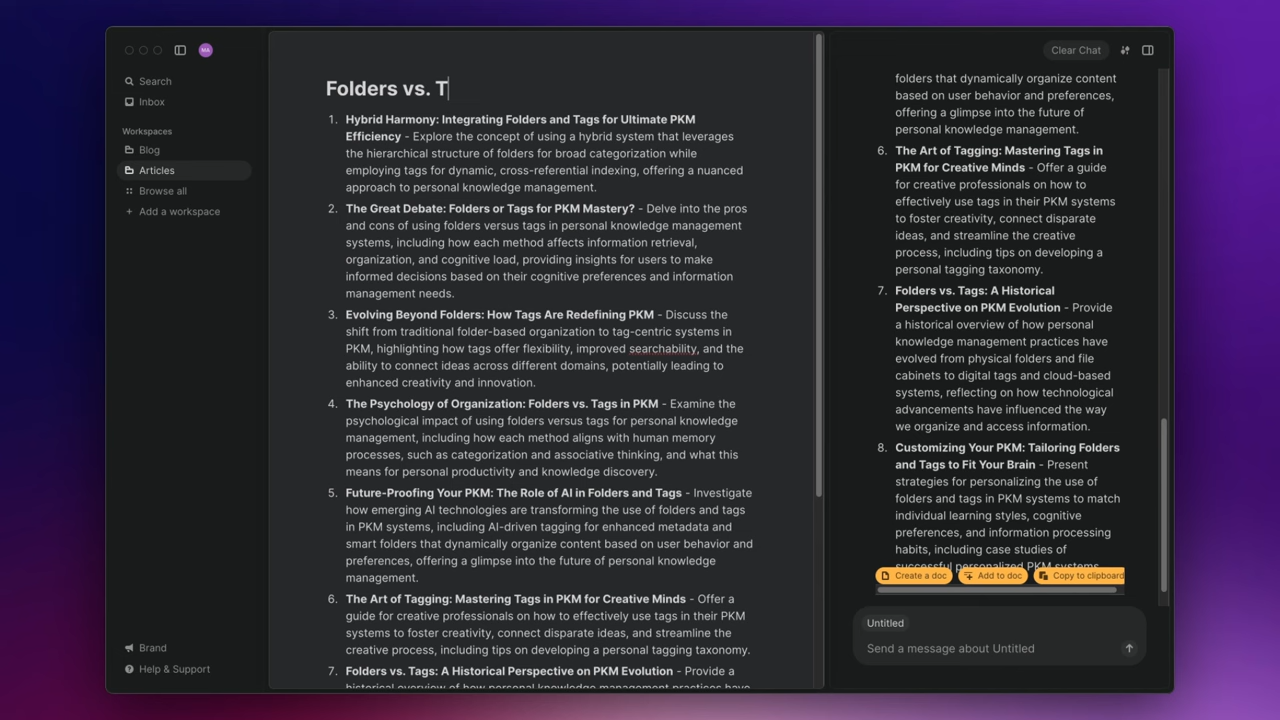 MA
Search
Inbox
Workspaces
Blog
Articles
Browse all
Add a workspace
Brand
Help & Support
Folders vs. T
1. Hybrid Harmony: Integrating Folders and Tags for Ultimate PKM
Efficiency - Explore the concept of using a hybrid system that leverages
the hierarchical structure of folders for broad categorization while
employing tags for dynamic, cross-referential indexing, offering a nuanced
approach to personal knowledge management.
2. The Great Debate: Folders or Tags for PKM Mastery? - Delve into the pros
and cons of using folders versus tags in personal knowledge management
systems, including how each method affects information retrieval,
organization, and cognitive load, providing insights for users to make
informed decisions based on their cognitive preferences and information
management needs.
3. Evolving Beyond Folders: How Tags Are Redefining PKM - Discuss the
shift from traditional folder-based organization to tag-centric systems in
PKM, highlighting how tags offer flexibility, improved searchability, and the
ability to connect ideas across different domains, potentially leading to
enhanced creativity and innovation.
4. The Psychology of Organization: Folders vs. Tags in PKM - Examine the
psychological impact of using folders versus tags for personal knowledge
management, including how each method aligns with human memory
processes, such as categorization and associative thinking, and what this
means for personal productivity and knowledge discovery.
5. Future-Proofing Your PKM: The Role of AI in Folders and Tags - Investigate
how emerging AI technologies are transforming the use of folders and tags
in PKM systems, including AI-driven tagging for enhanced metadata and
smart folders that dynamically organize content based on user behavior and
preferences, offering a glimpse into the future of personal knowledge
management.
6. The Art of Tagging: Mastering Tags in PKM for Creative Minds - Offer a
guide for creative professionals on how to effectively use tags in their PKM
systems to foster creativity, connect disparate ideas, and streamline the
creative process, including tips on developing a personal tagging taxonomy.
7. Folders vs. Tags: A Historical Perspective on PKM Evolution - Provide a
historical overview of how personal knowledge management practices have
Clear Chat
folders that dynamically organize content
based on user behavior and preferences,
offering a glimpse into the future of
personal knowledge management.
6. The Art of Tagging: Mastering Tags in
PKM for Creative Minds - Offer a guide
for creative professionals on how to
effectively use tags in their PKM systems
to foster creativity, connect disparate
ideas, and streamline the creative
process, including tips on developing a
personal tagging taxonomy.
7. Folders vs. Tags: A Historical
Perspective on PKM Evolution - Provide
a historical overview of how personal
knowledge management practices have
evolved from physical folders and file
cabinets to digital tags and cloud-based
systems, reflecting on how technological
advancements have influenced the way
we organize and access information.
8. Customizing Your PKM: Tailoring Folders
and Tags to Fit Your Brain - Present
strategies for personalizing the use of
folders and tags in PKM systems to match
individual learning styles, cognitive
preferences, and information processing
habits, including case studies of
successful personalized PKM systems.
Create a doc
Add to doc
Copy to clipboard
Untitled
Send a message about Untitled